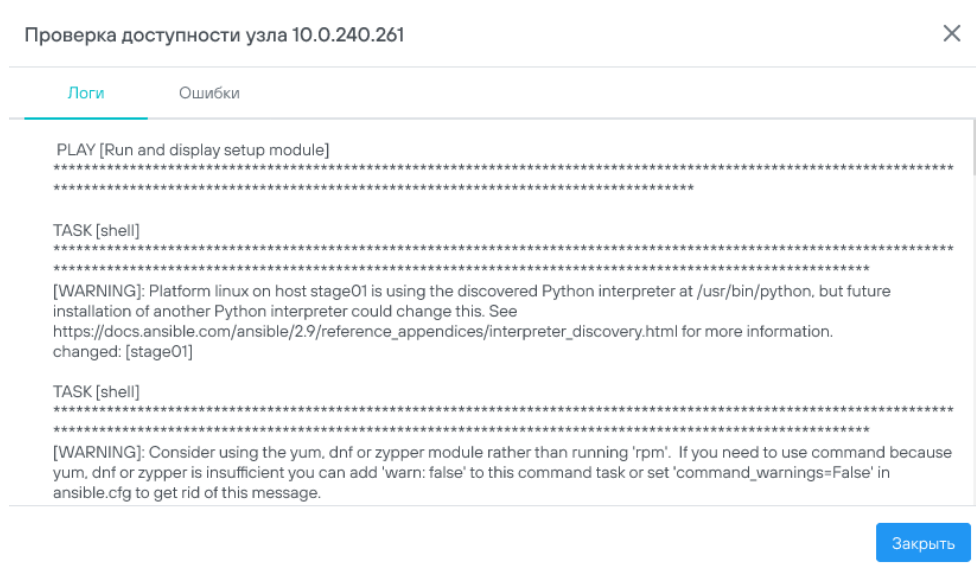 Проверка доступности узла 10.0.240.261
Логи
Ошибки
PLAY [Run and display setup module]
**********************************************************************************************************************
************************************************************************************
TASK [shell]
**********************************************************************************************************************
***********************************************************************************************************
[WARNING]: Platform linux on host stage01 is using the discovered Python interpreter at /usr/bin/python, but future
installation of another Python interpreter could change this. See
https://docs.ansible.com/ansible/2.9/reference_appendices/interpreter_discovery.html for more information.
changed: [stage01]
TASK [shell]
**********************************************************************************************************************
***********************************************************************************************************
[WARNING]: Consider using the yum, dnf or zypper module rather than running 'rpm'.  If you need to use command because
yum, dnf or zypper is insufficient you can add 'warn: false' to this command task or set 'command_warnings=False' in
ansible.cfg to get rid of this message.
Закрыть